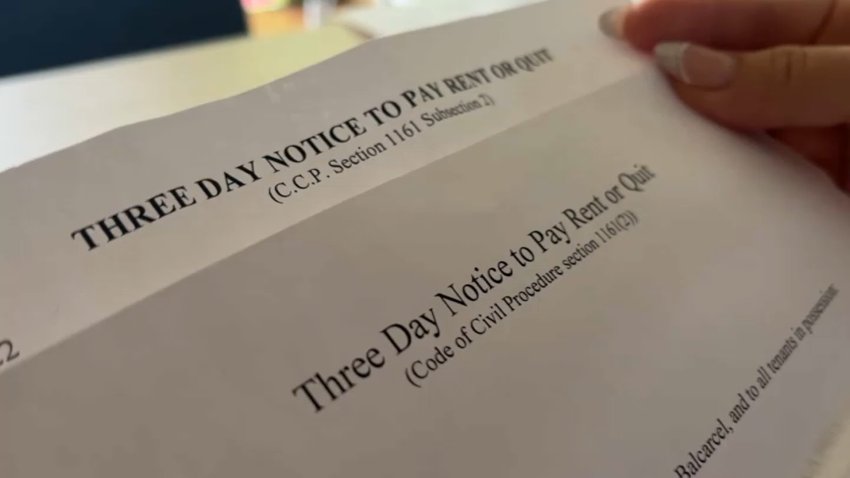 THREE DAY NOTICE TO PAY RENT OR QUIT
(C.C.P. Section 1161 Subsection 2)
Three Day Notice to Pay Rent or Quit
(Code of Civil Procedure section 1161(2))
Balcarcel, and to all tenants in possession